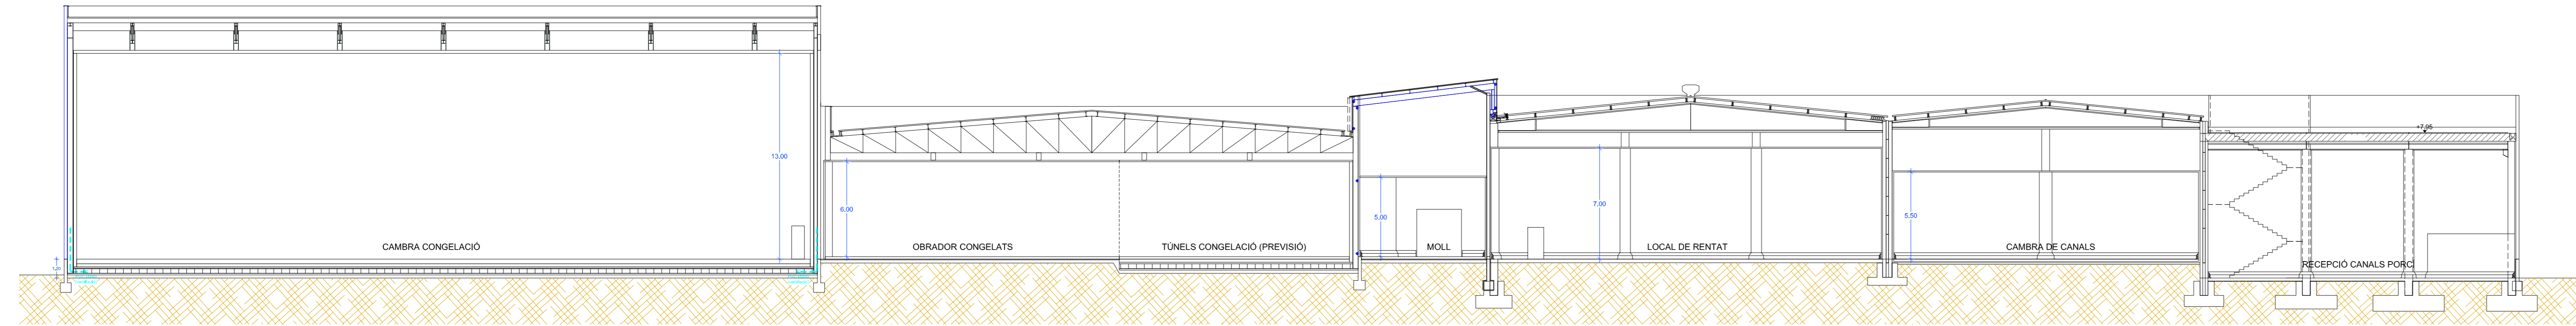 +7,95
13,00
6,00
5,00
7,00
5,50
CAMBRA CONGELACIÓ
OBRADOR CONGELATS
TÚNELS CONGELACIÓ (PREVISIÓ)
MOLL
LOCAL DE RENTAT
CAMBRA DE CANALS
RECEPCIÓ CANALS PORCÍ